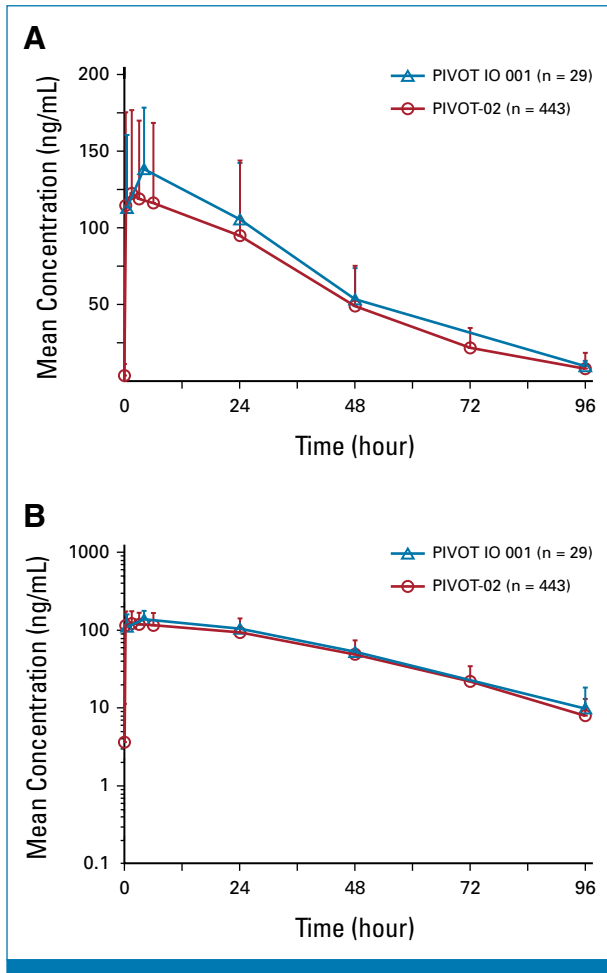 A
Mean Concentration (ng/mL)
200
150
100
50
PIVOT IO 001 (n = 29)
PIVOT-02 (n = 443)
0 24 48 72 96
Time (hour)
B
Mean Concentration (ng/mL)
1000
100
10
1
0.1
PIVOT IO 001 (n = 29)
PIVOT-02 (n = 443)
0 24 48 72 96
Time (hour)